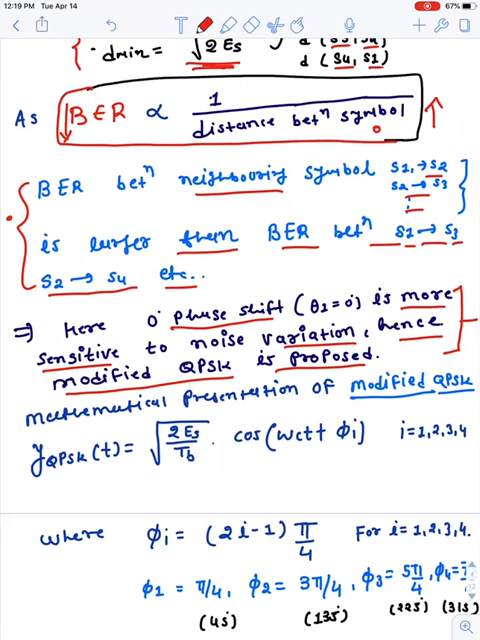 12:19 PM Tue Apr 14
67%
dmin = √2Es
d (S4, S1)
As BER ∝ 1 / distance betⁿ symbol
BER betⁿ neighbouring symbol S1 → S2
S2 → S3
⋮
is larger than BER betⁿ S1 → S3
S2 → S4 etc..
⇒ Here 0° phase shift (θ1=0) is more
sensitive to noise variation, hence
modified QPSK is proposed.
mathematical presentation of modified QPSK
yQPSK(t) = √(2Es/Tb) . cos(wct + ϕi) i=1,2,3,4
where ϕi = (2i-1) π/4 For i=1,2,3,4.
ϕ1 = π/4, ϕ2 = 3π/4, ϕ3 = 5π/4, ϕ4 =
(45) (135) (225) (315)